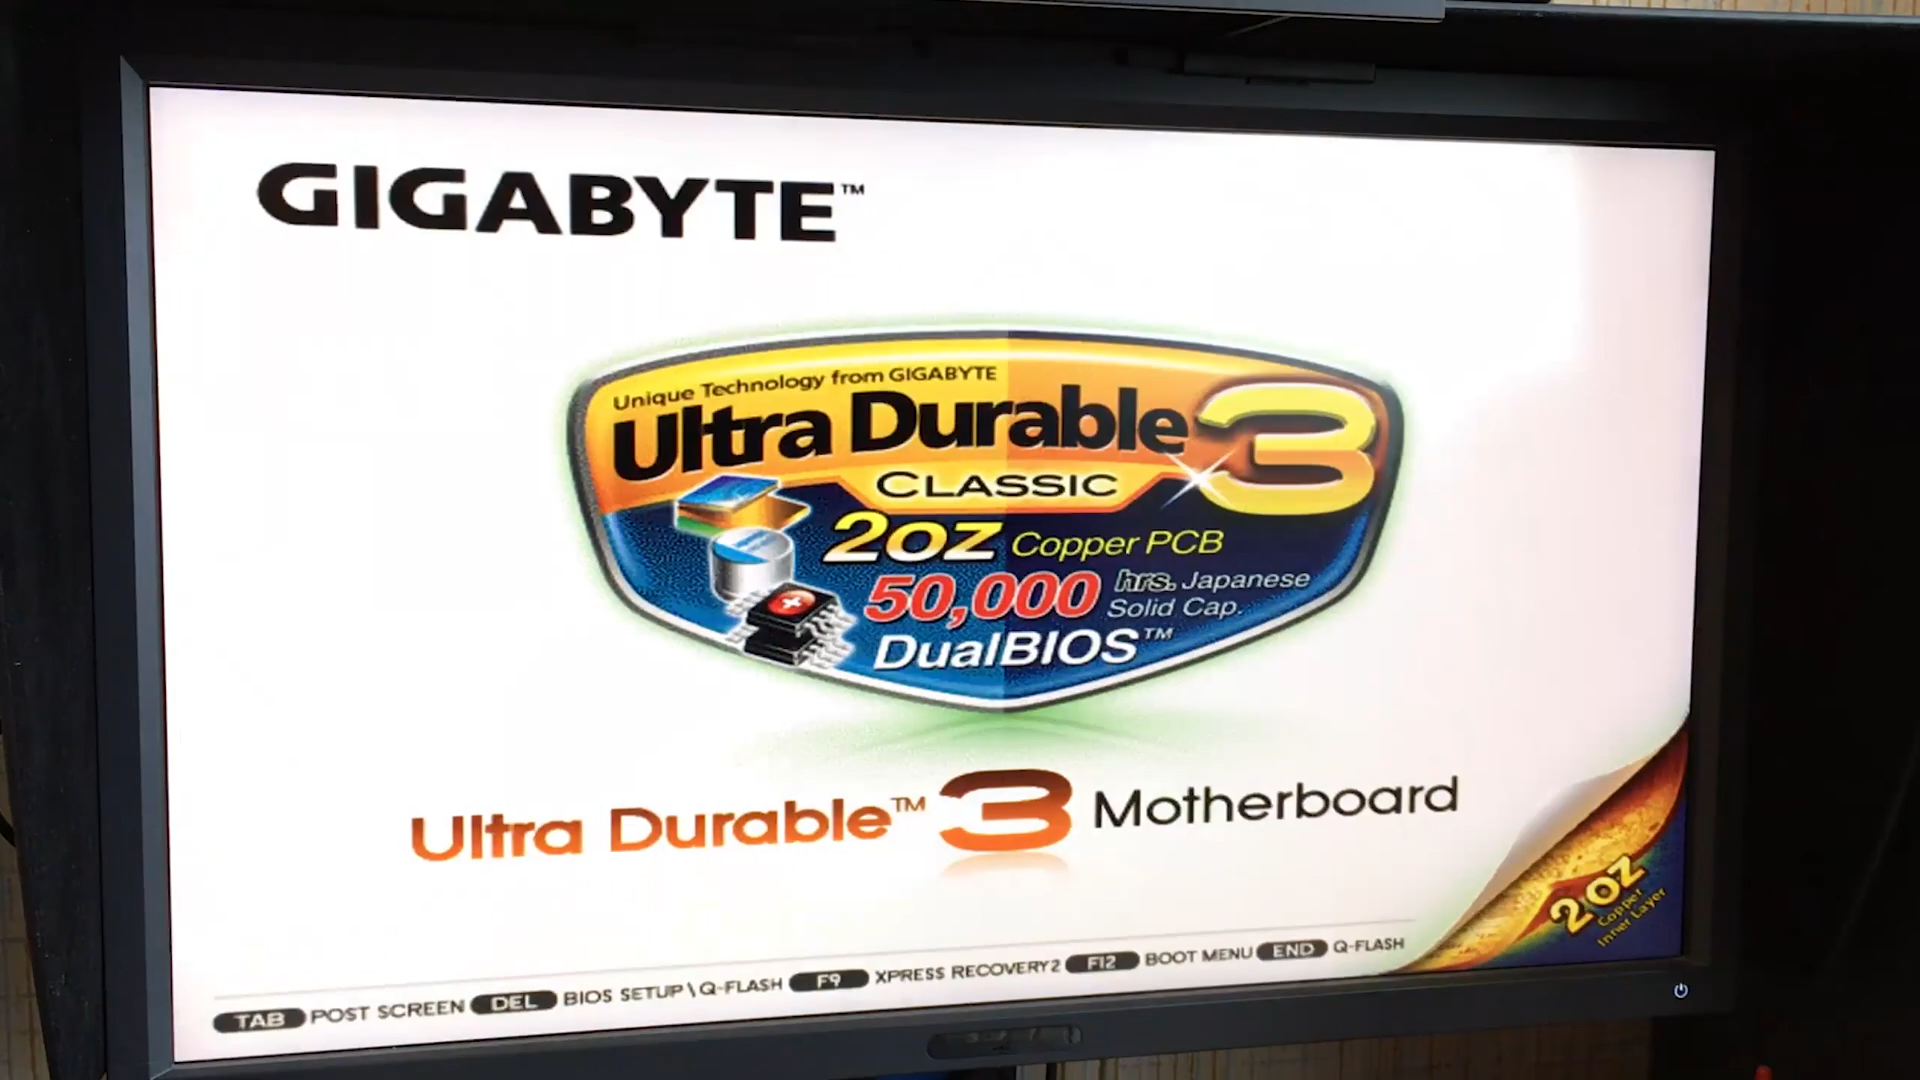 GIGABYTE™
Unique Technology from GIGABYTE
Ultra Durable 3
CLASSIC
2oz Copper PCB
50,000 hrs. Japanese
Solid Cap.
DualBIOS™
Ultra Durable™ 3 Motherboard
2 OZ
Copper
Inner Layer
TAB POST SCREEN DEL BIOS SETUP\Q-FLASH F9 XPRESS RECOVERY2 F12 BOOT MENU END Q-FLASH